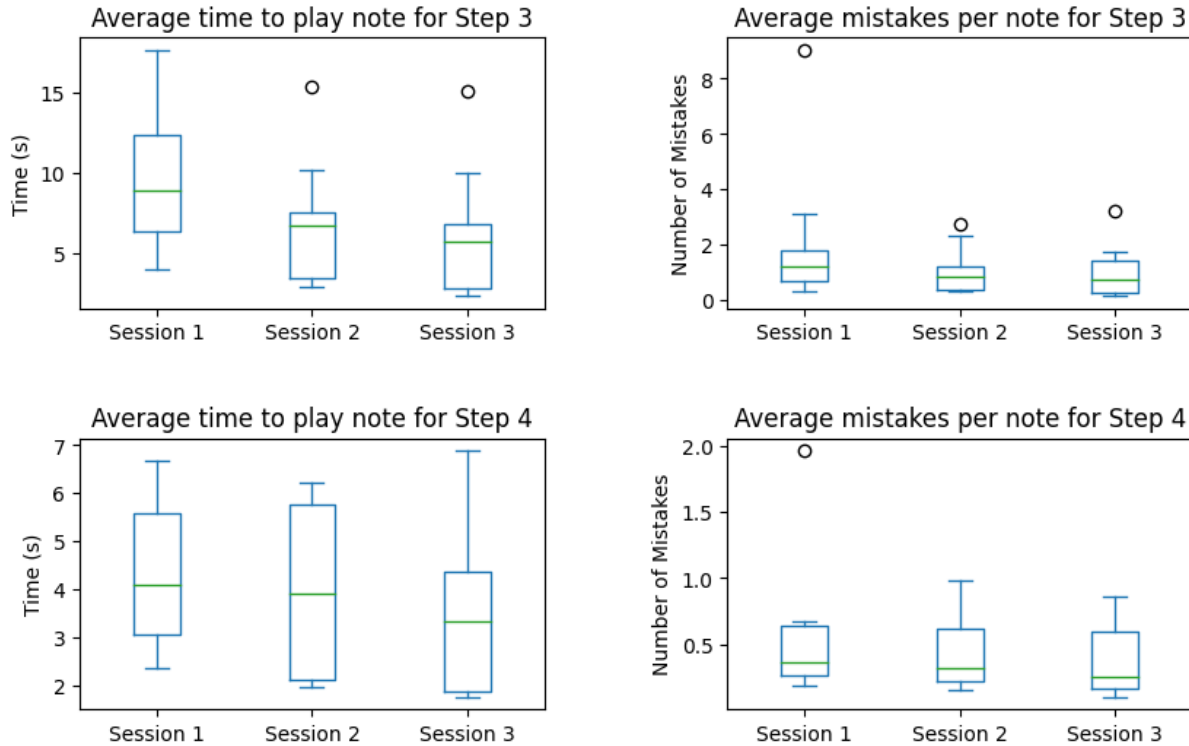 Average time to play note for Step 3
Time (s)
15
10
5
Session 1 Session 2 Session 3
Average mistakes per note for Step 3
Number of Mistakes
8
6
4
2
0
Session 1 Session 2 Session 3
Average time to play note for Step 4
Time (s)
7
6
5
4
3
2
Session 1 Session 2 Session 3
Average mistakes per note for Step 4
Number of Mistakes
2.0
1.5
1.0
0.5
Session 1 Session 2 Session 3